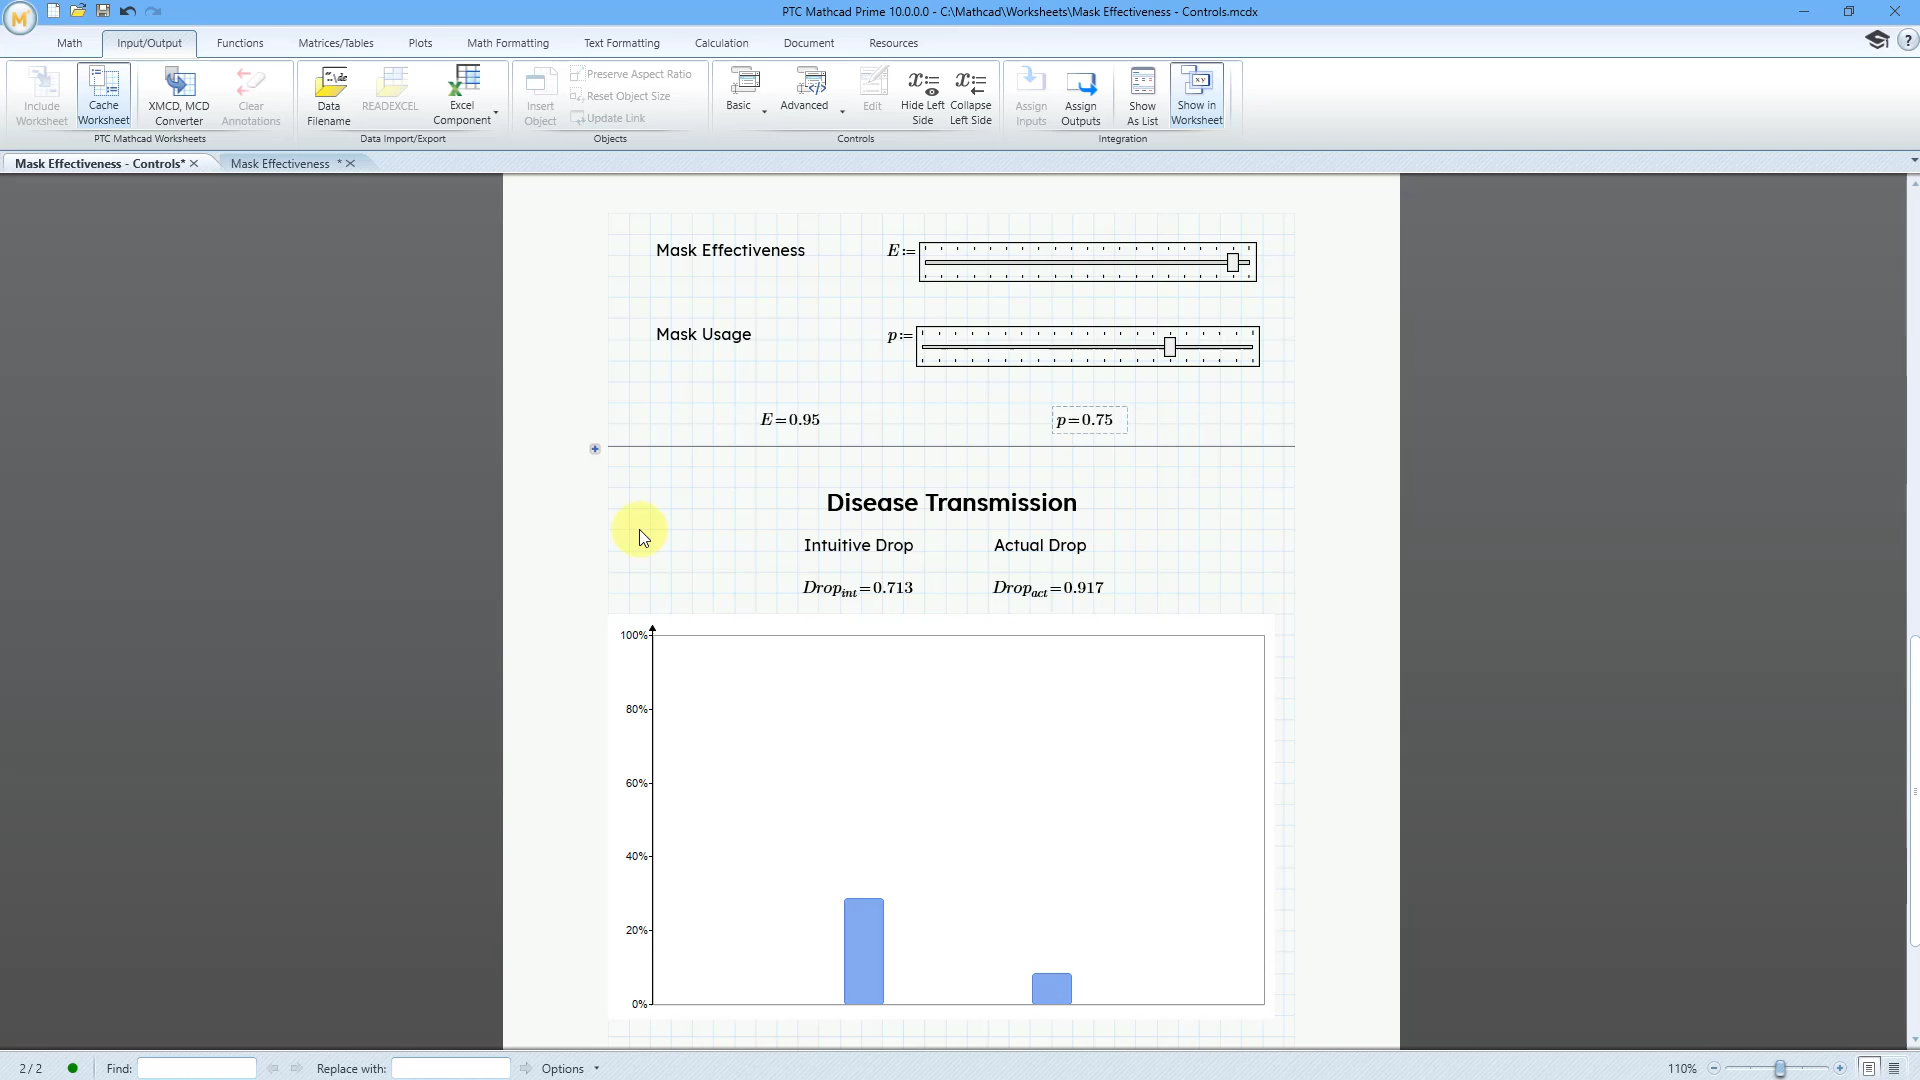 PTC Mathcad Prime 10.0.0.0 - C:\Mathcad\Worksheets\Mask Effectiveness - Controls.mcdx
Math Input/Output Functions Matrices/Tables Plots Math Formatting Text Formatting Calculation Document Resources
Include Worksheet
Cache Worksheet
XMCD, MCD Converter
Clear Annotations
PTC Mathcad Worksheets
Data Filename
READEXCEL
Excel Component
Data Import/Export
Insert Object
Preserve Aspect Ratio
Reset Object Size
Update Link
Objects
Basic
Advanced
Edit
Hide Left Side
Collapse Left Side
Controls
Assign Inputs
Assign Outputs
Show As List
Show in Worksheet
Integration
Mask Effectiveness - Controls*
Mask Effectiveness *
Mask Effectiveness E:=
Mask Usage p:=
E=0.95 p=0.75
Disease Transmission
Intuitive Drop Actual Drop
Drop int=0.713 Drop act=0.917
100%
80%
60%
40%
20%
0%
2 / 2 Find: Replace with: Options 110%